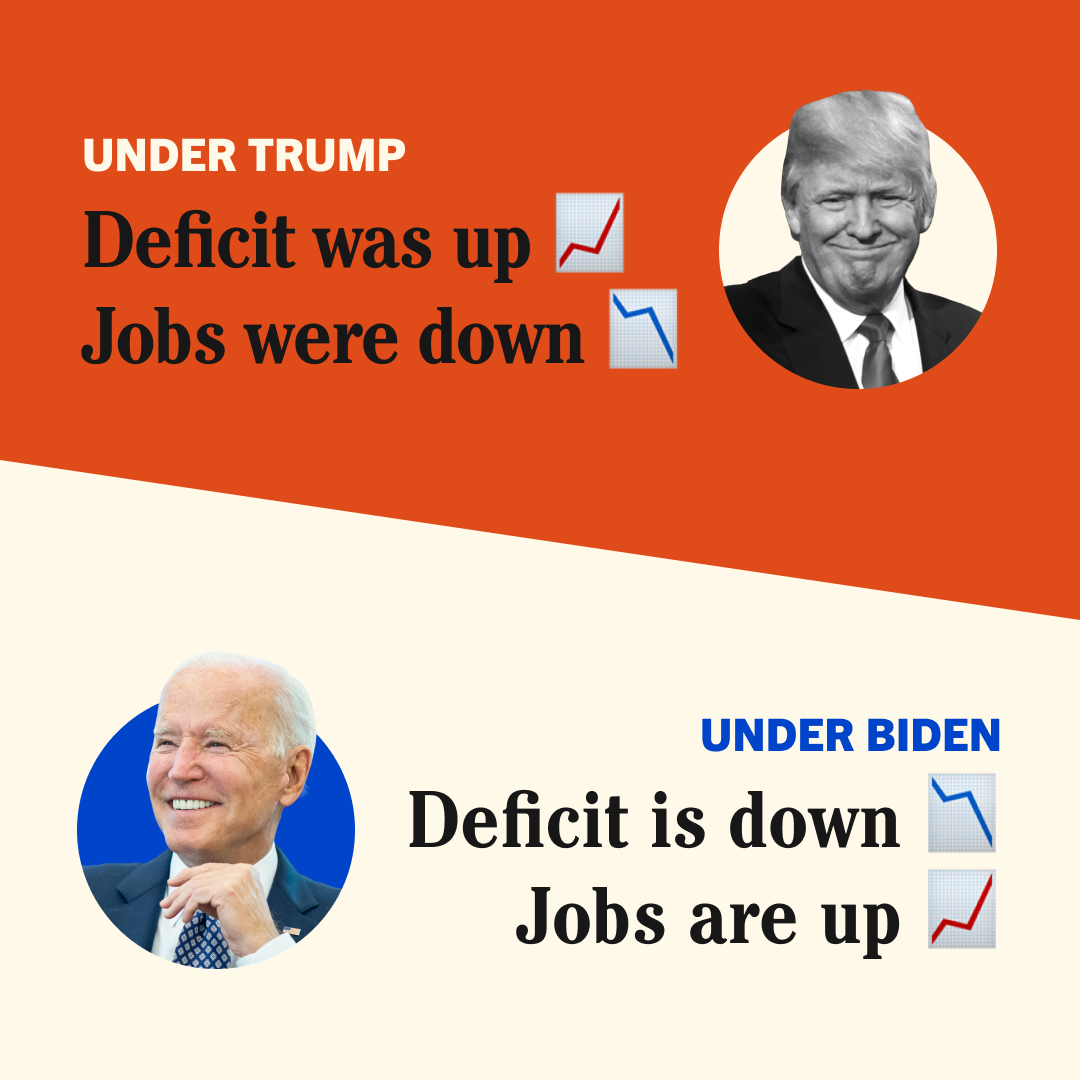 UNDER TRUMP
Deficit was up 📈
Jobs were down 📉
UNDER BIDEN
Deficit is down 📉
Jobs are up 📈